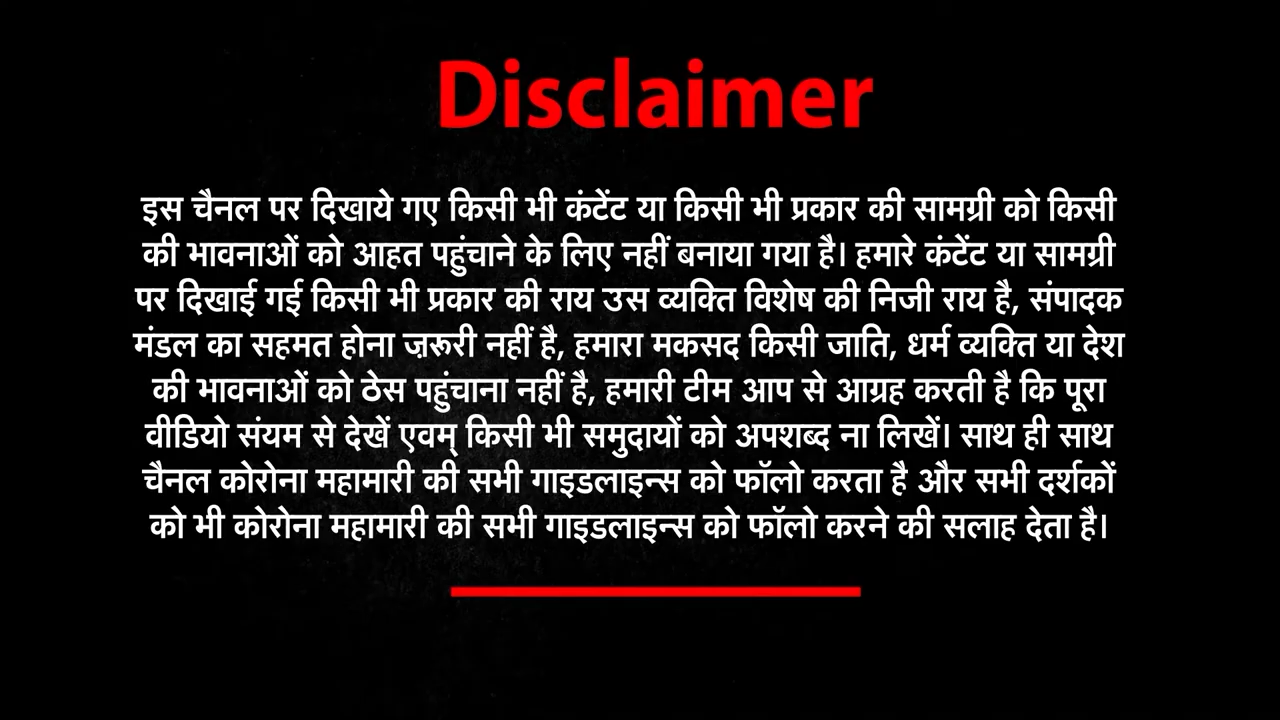 Disclaimer
इस चैनल पर दिखाये गए किसी भी कंटेंट या किसी भी प्रकार की सामग्री को किसी
की भावनाओं को आहत पहुंचाने के लिए नहीं बनाया गया है। हमारे कंटेंट या सामग्री
पर दिखाई गई किसी भी प्रकार की राय उस व्यक्ति विशेष की निजी राय है, संपादक
मंडल का सहमत होना ज़रूरी नहीं है, हमारा मकसद किसी जाति, धर्म व्यक्ति या देश
की भावनाओं को ठेस पहुंचाना नहीं है, हमारी टीम आप से आग्रह करती है कि पूरा
वीडियो संयम से देखें एवम् किसी भी समुदायों को अपशब्द ना लिखें। साथ ही साथ
चैनल कोरोना महामारी की सभी गाइडलाइन्स को फॉलो करता है और सभी दर्शकों
को भी कोरोना महामारी की सभी गाइडलाइन्स को फॉलो करने की सलाह देता है।